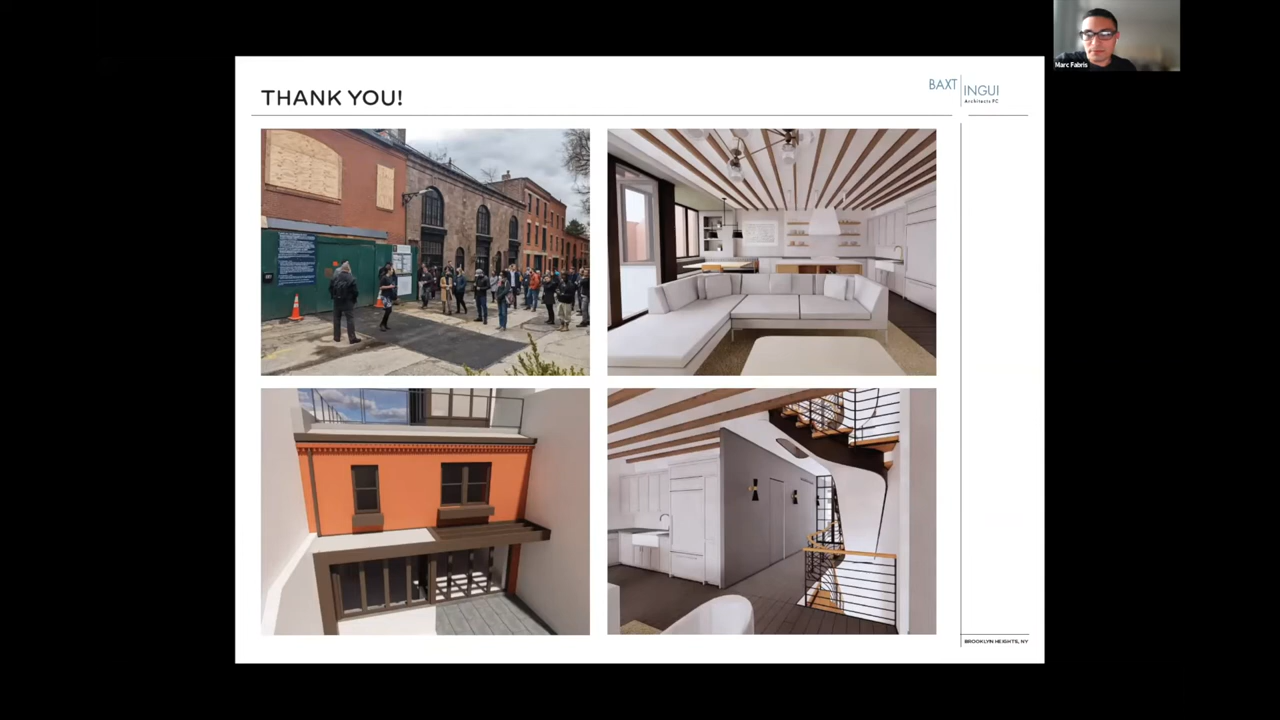 Marc Fabris
THANK YOU!
BAXT
INGUI
Architects PC
BROOKLYN HEIGHTS, NY